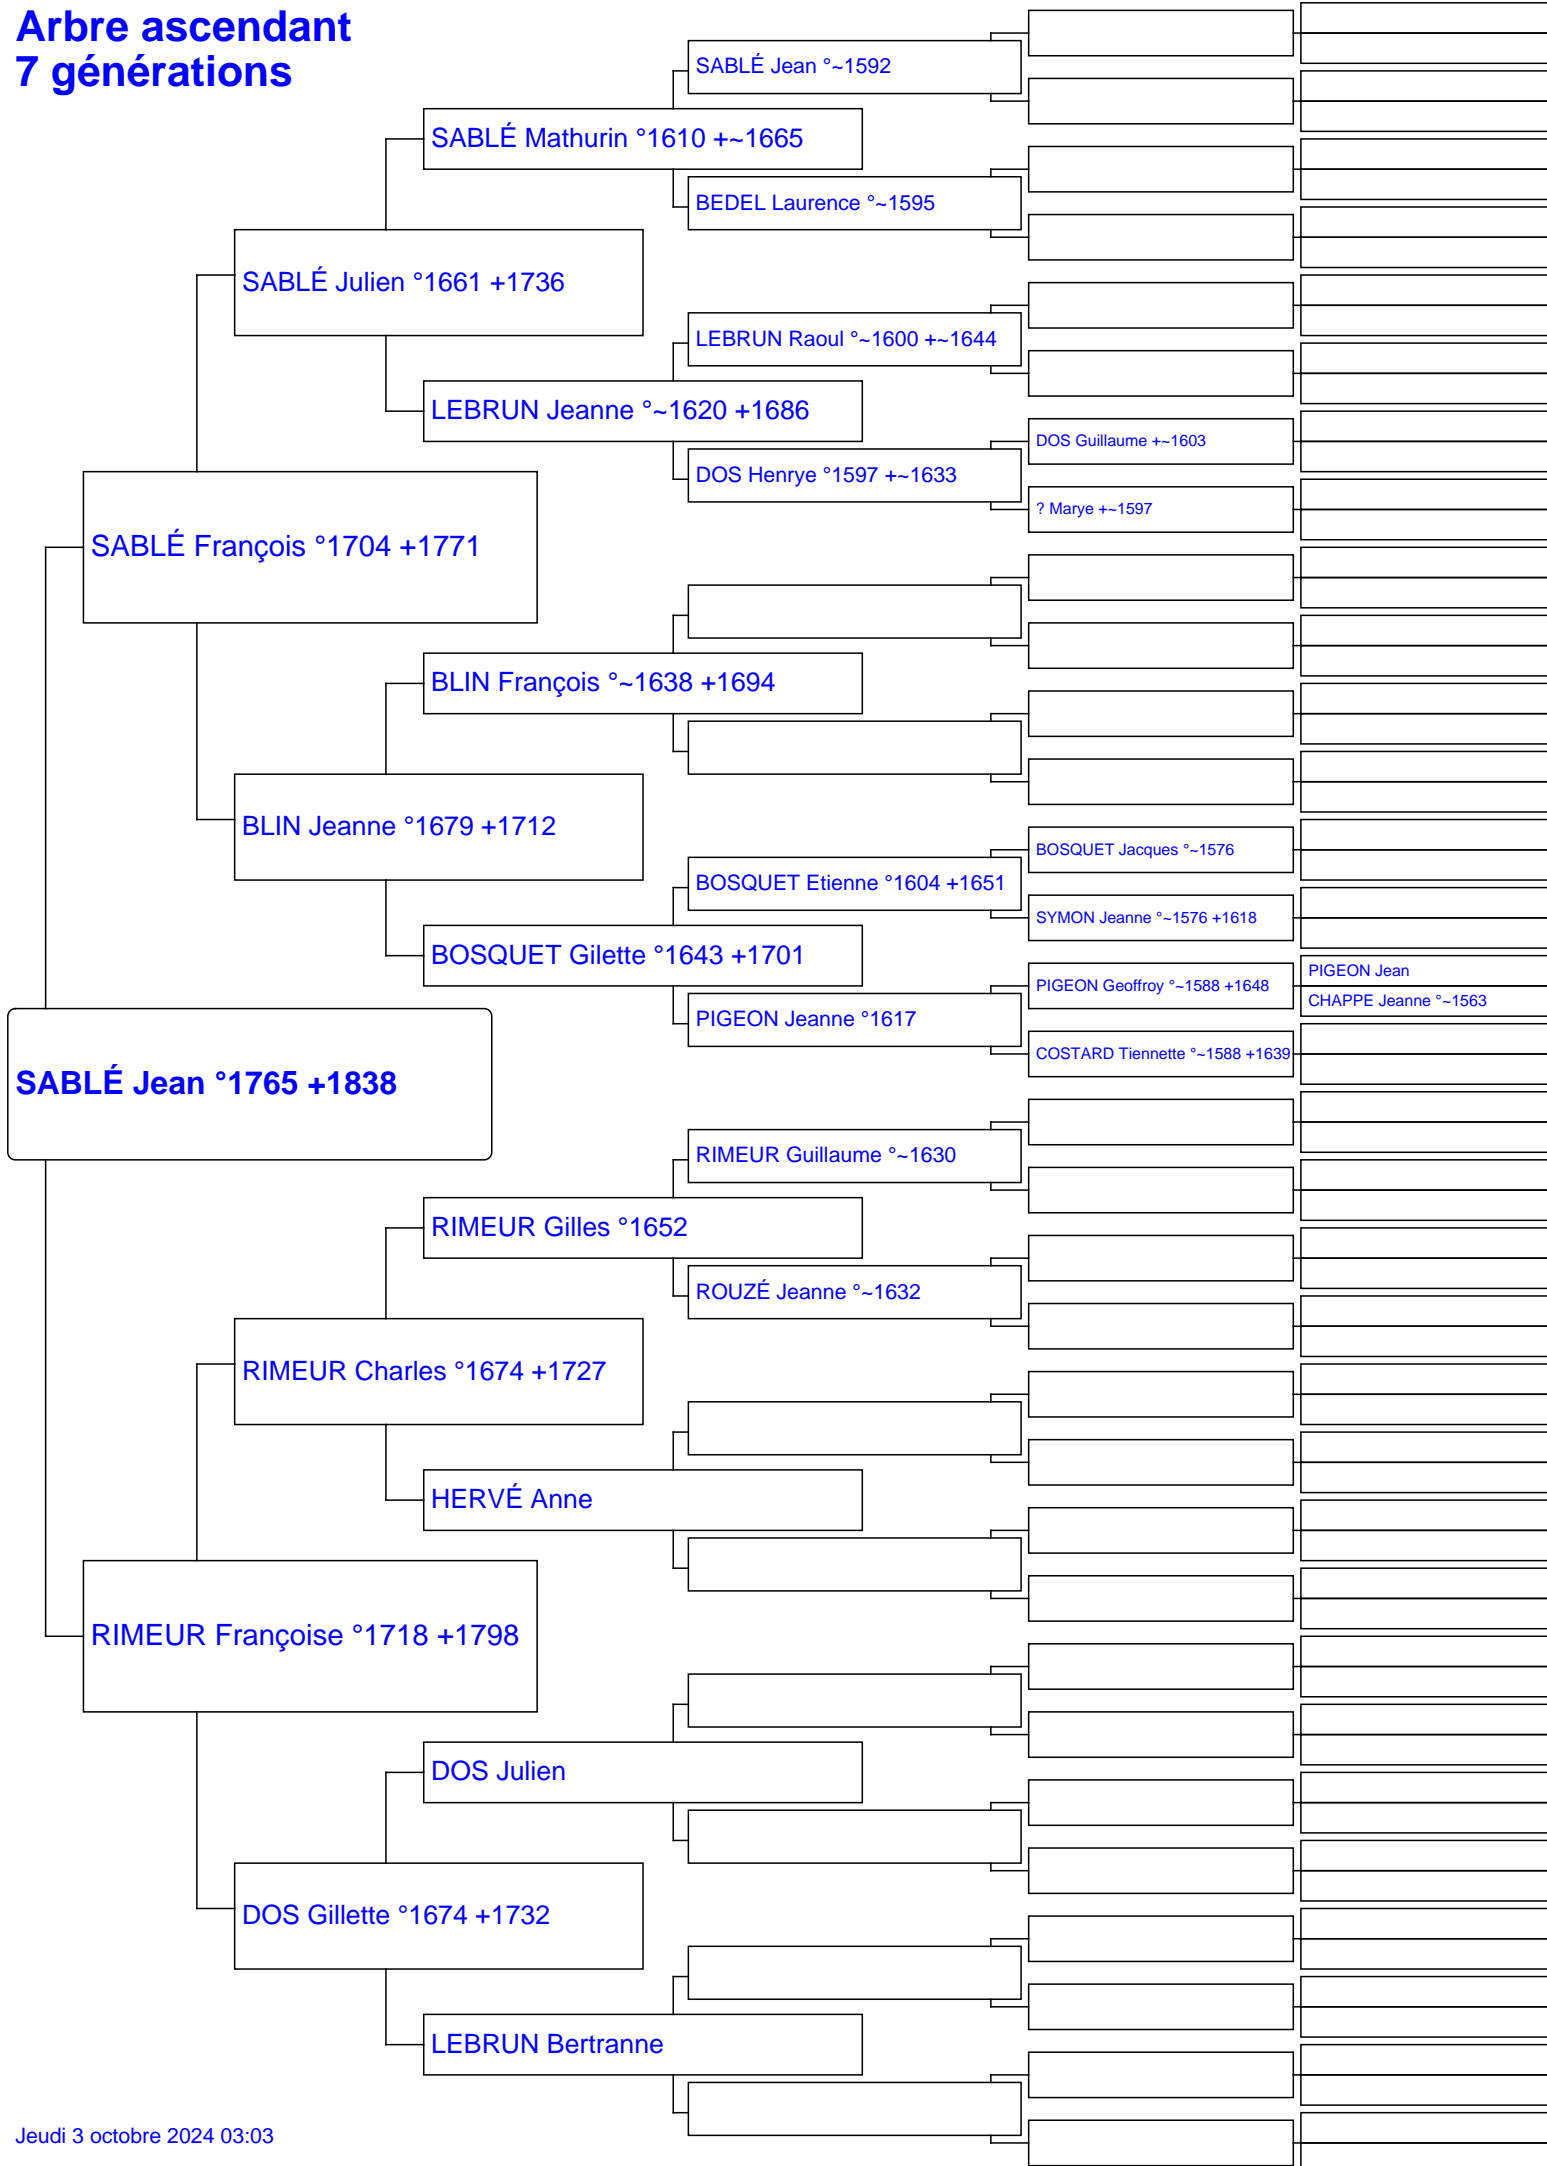 Arbre ascendant
7 générations
SABLÉ Jean °~1592
SABLÉ Mathurin °1610 +~1665
BEDEL Laurence °~1595
SABLÉ Julien °1661 +1736
LEBRUN Raoul °~1600 +~1644
LEBRUN Jeanne °~1620 +1686
DOS Guillaume +~1603
DOS Henrye °1597 +~1633
? Marye +~1597
SABLÉ François °1704 +1771
BLIN François °~1638 +1694
BLIN Jeanne °1679 +1712
BOSQUET Jacques °~1576
BOSQUET Etienne °1604 +1651
SYMON Jeanne °~1576 +1618
BOSQUET Gilette °1643 +1701
PIGEON Jean
PIGEON Geoffroy °~1588 +1648
CHAPPE Jeanne °~1563
PIGEON Jeanne °1617
COSTARD Tiennette °~1588 +1639
SABLÉ Jean °1765 +1838
RIMEUR Guillaume °~1630
RIMEUR Gilles °1652
ROUZÉ Jeanne °~1632
RIMEUR Charles °1674 +1727
HERVÉ Anne
RIMEUR Françoise °1718 +1798
DOS Julien
DOS Gillette °1674 +1732
LEBRUN Bertranne
Jeudi 3 octobre 2024 03:03